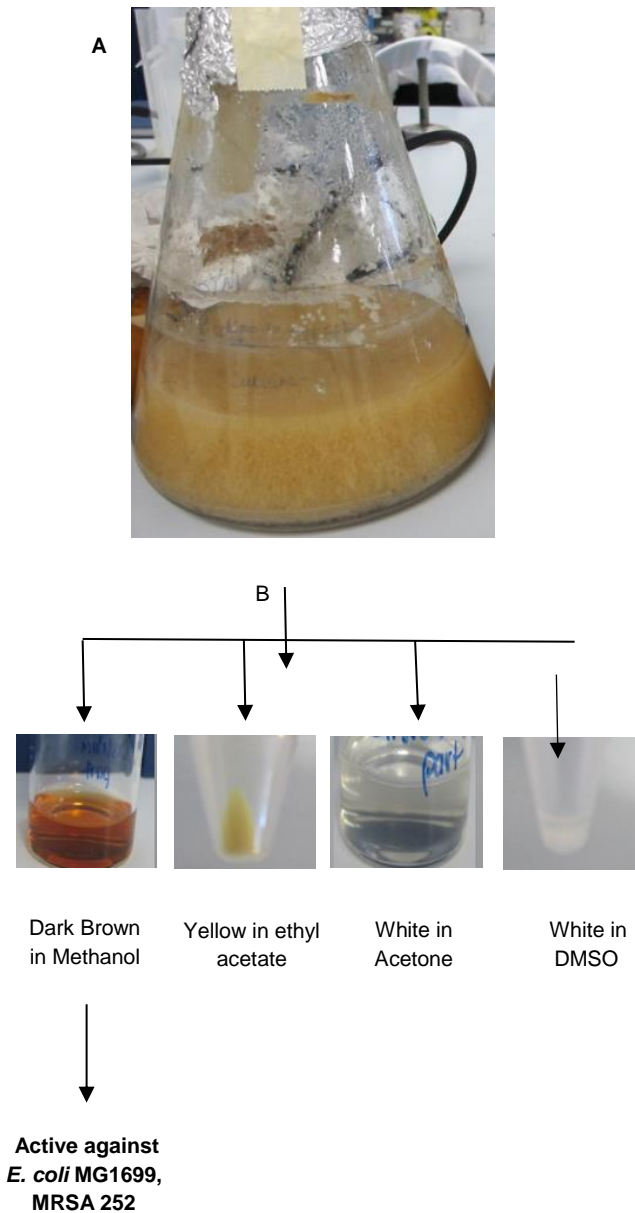 A
B
part
Dark Brown
in Methanol
Yellow in ethyl
acetate
White in
Acetone
White in
DMSO
Active against
E. coli MG1699,
MRSA 252